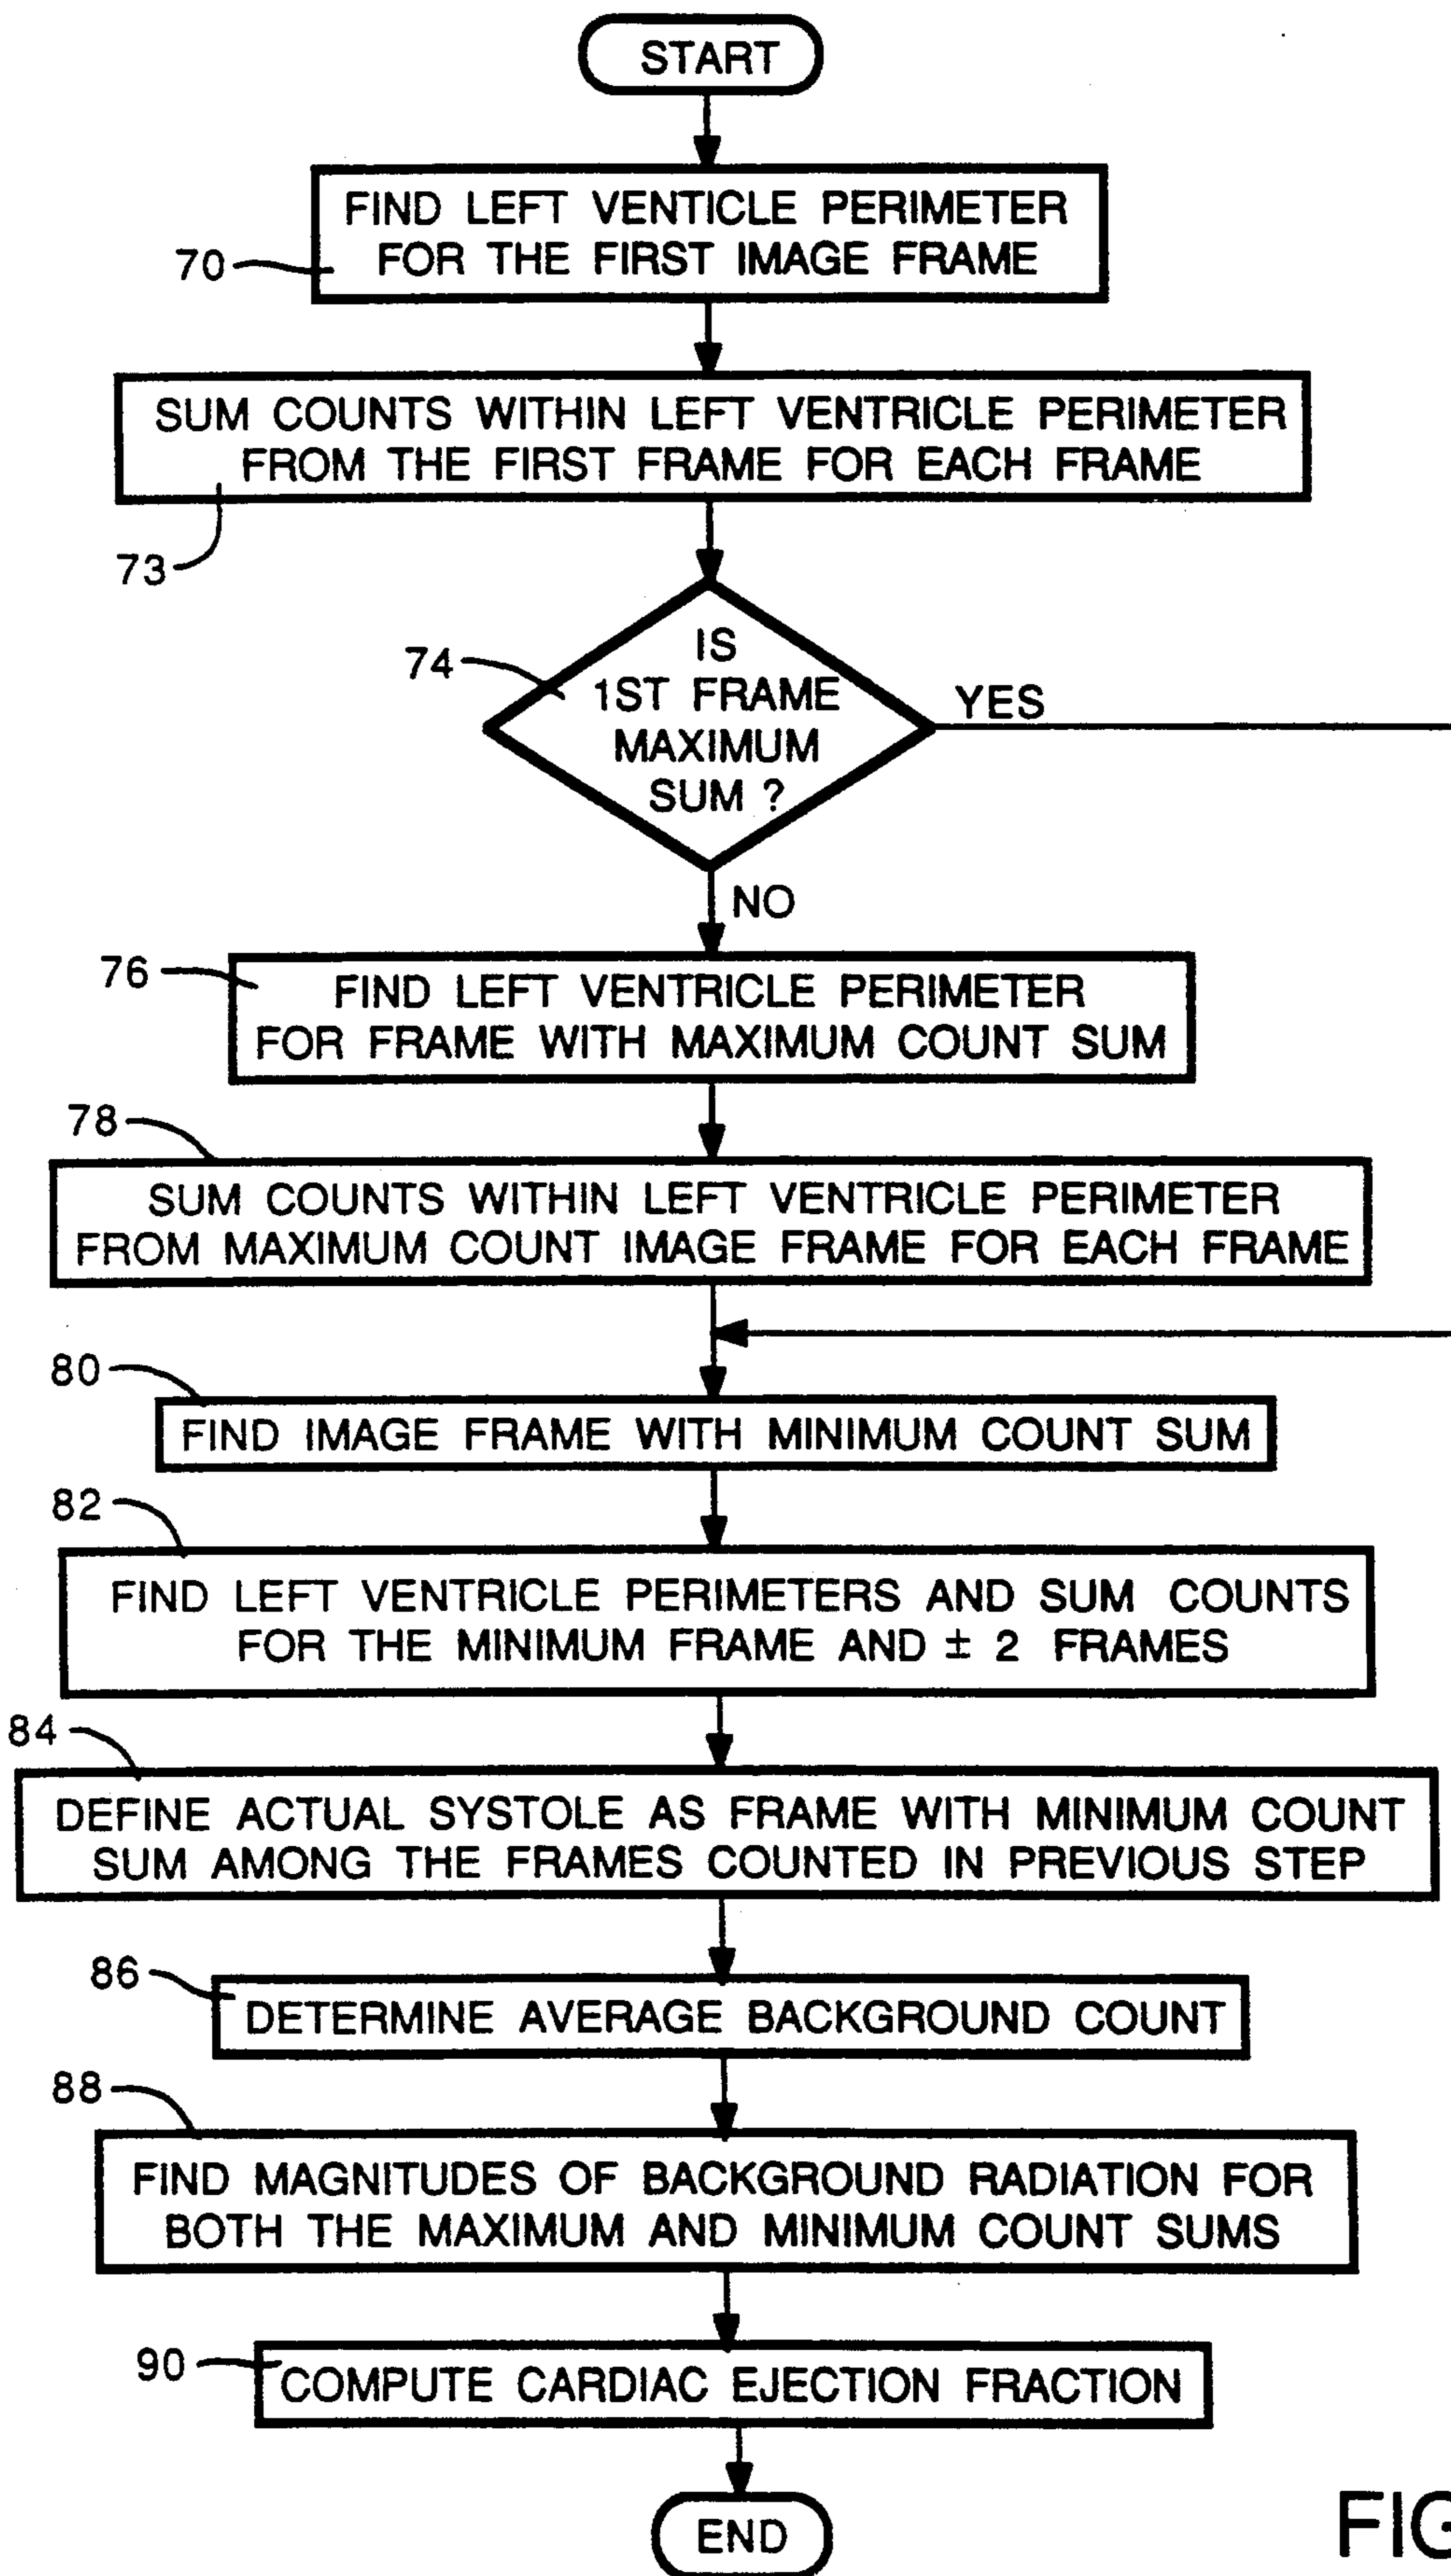 START
FIND LEFT VENTICLE PERIMETER
FOR THE FIRST IMAGE FRAME
70
SUM COUNTS WITHIN LEFT VENTRICLE PERIMETER
FROM THE FIRST FRAME FOR EACH FRAME
73
IS
1ST FRAME
MAXIMUM
SUM ?
74
YES
NO
76
FIND LEFT VENTRICLE PERIMETER
FOR FRAME WITH MAXIMUM COUNT SUM
78
SUM COUNTS WITHIN LEFT VENTRICLE PERIMETER
FROM MAXIMUM COUNT IMAGE FRAME FOR EACH FRAME
80
FIND IMAGE FRAME WITH MINIMUM COUNT SUM
82
FIND LEFT VENTRICLE PERIMETERS AND SUM COUNTS
FOR THE MINIMUM FRAME AND ± 2 FRAMES
84
DEFINE ACTUAL SYSTOLE AS FRAME WITH MINIMUM COUNT
SUM AMONG THE FRAMES COUNTED IN PREVIOUS STEP
86
DETERMINE AVERAGE BACKGROUND COUNT
88
FIND MAGNITUDES OF BACKGROUND RADIATION FOR
BOTH THE MAXIMUM AND MINIMUM COUNT SUMS
90
COMPUTE CARDIAC EJECTION FRACTION
END
FIG